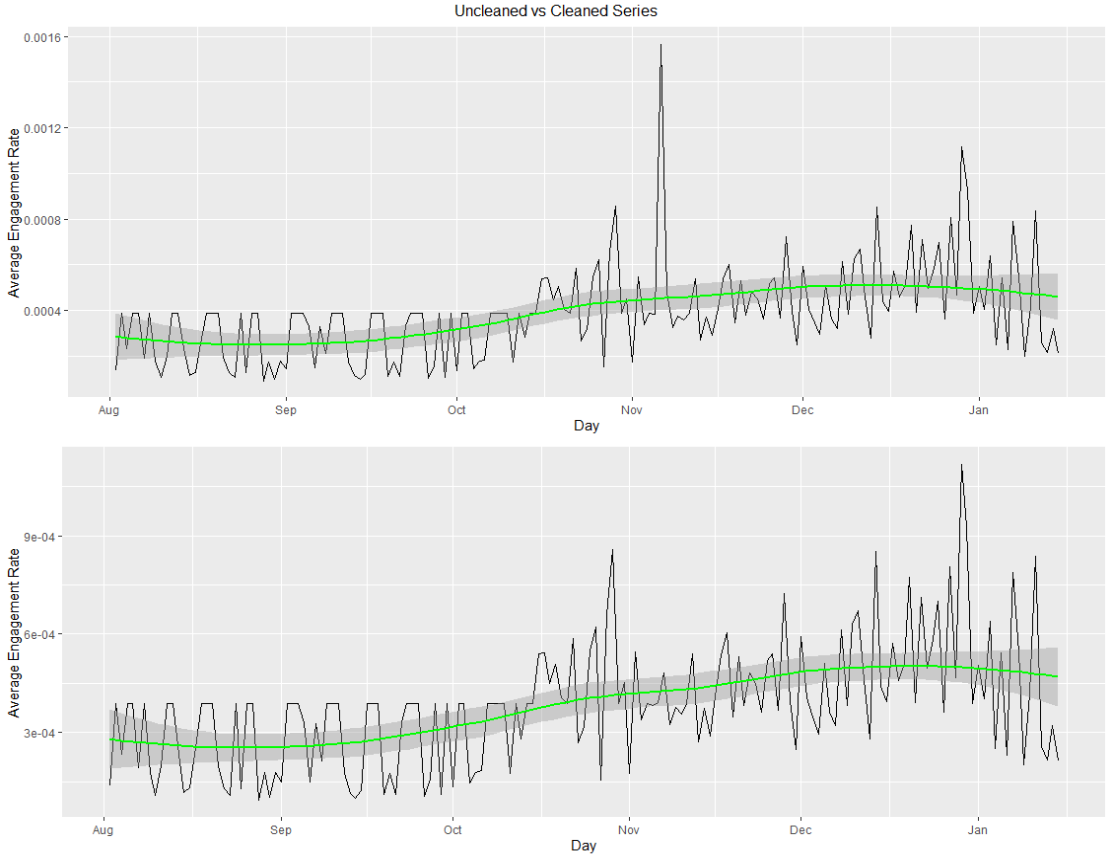 Uncleaned vs Cleaned Series
Average Engagement Rate
0.0016
0.0012
0.0008
0.0004
Aug Sep Oct Nov Dec Jan
Day
Average Engagement Rate
9e-04
6e-04
3e-04
Aug Sep Oct Nov Dec Jan
Day